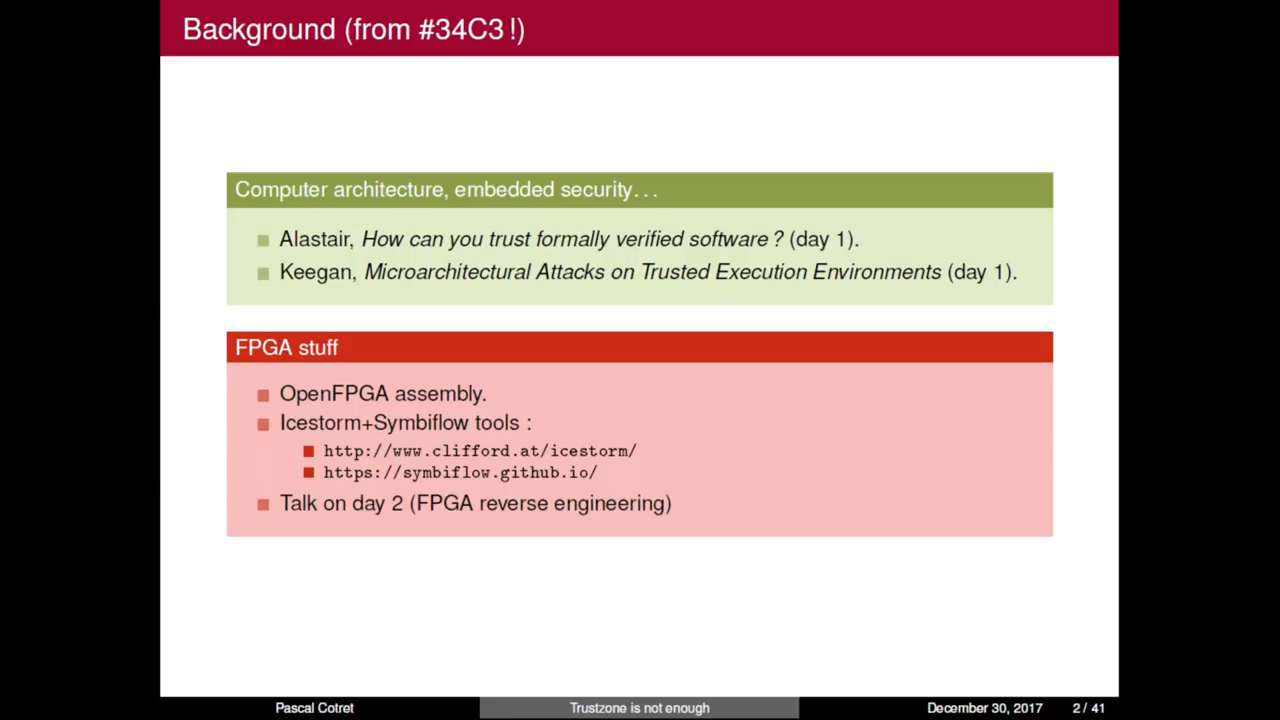 Background (from #34C3 !)
Computer architecture, embedded security. . .
Alastair, How can you trust formally verified software ? (day 1).
Keegan, Microarchitectural Attacks on Trusted Execution Environments (day 1).
FPGA stuff
OpenFPGA assembly.
Icestorm+Symbiflow tools :
http://www.clifford.at/icestorm/
https://symbiflow.github.io/
Talk on day 2 (FPGA reverse engineering)
Pascal Cotret Trustzone is not enough December 30, 2017 2 / 41